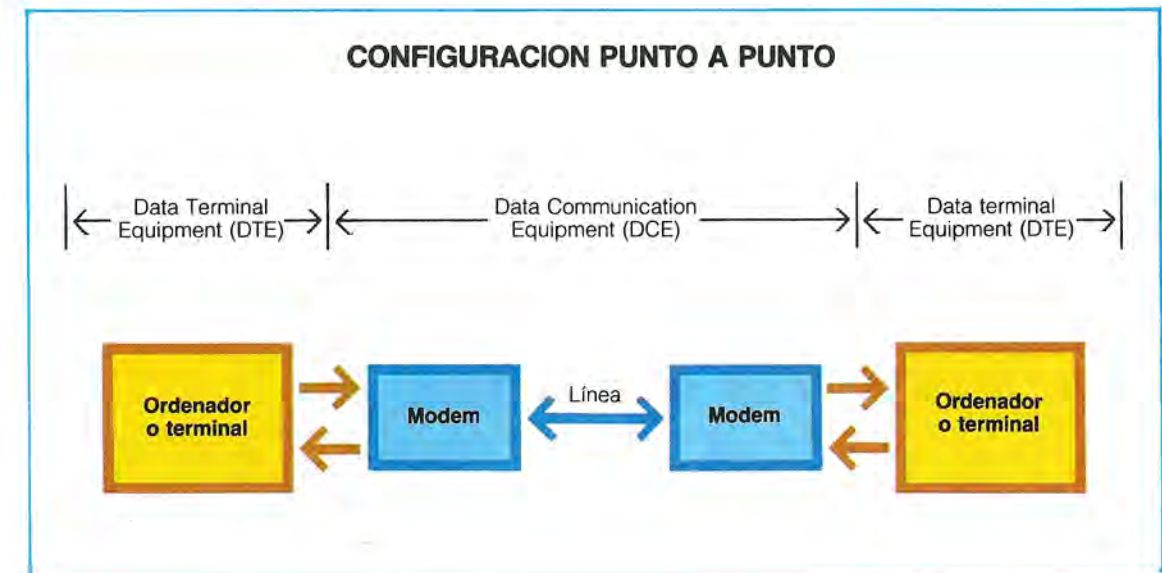 CONFIGURACION PUNTO A PUNTO
Data Terminal
Equipment (DTE)
Data Communication
Equipment (DCE)
Data terminal
Equipment (DTE)
Ordenador
o terminal
Modem
Línea
Modem
Ordenador
o terminal